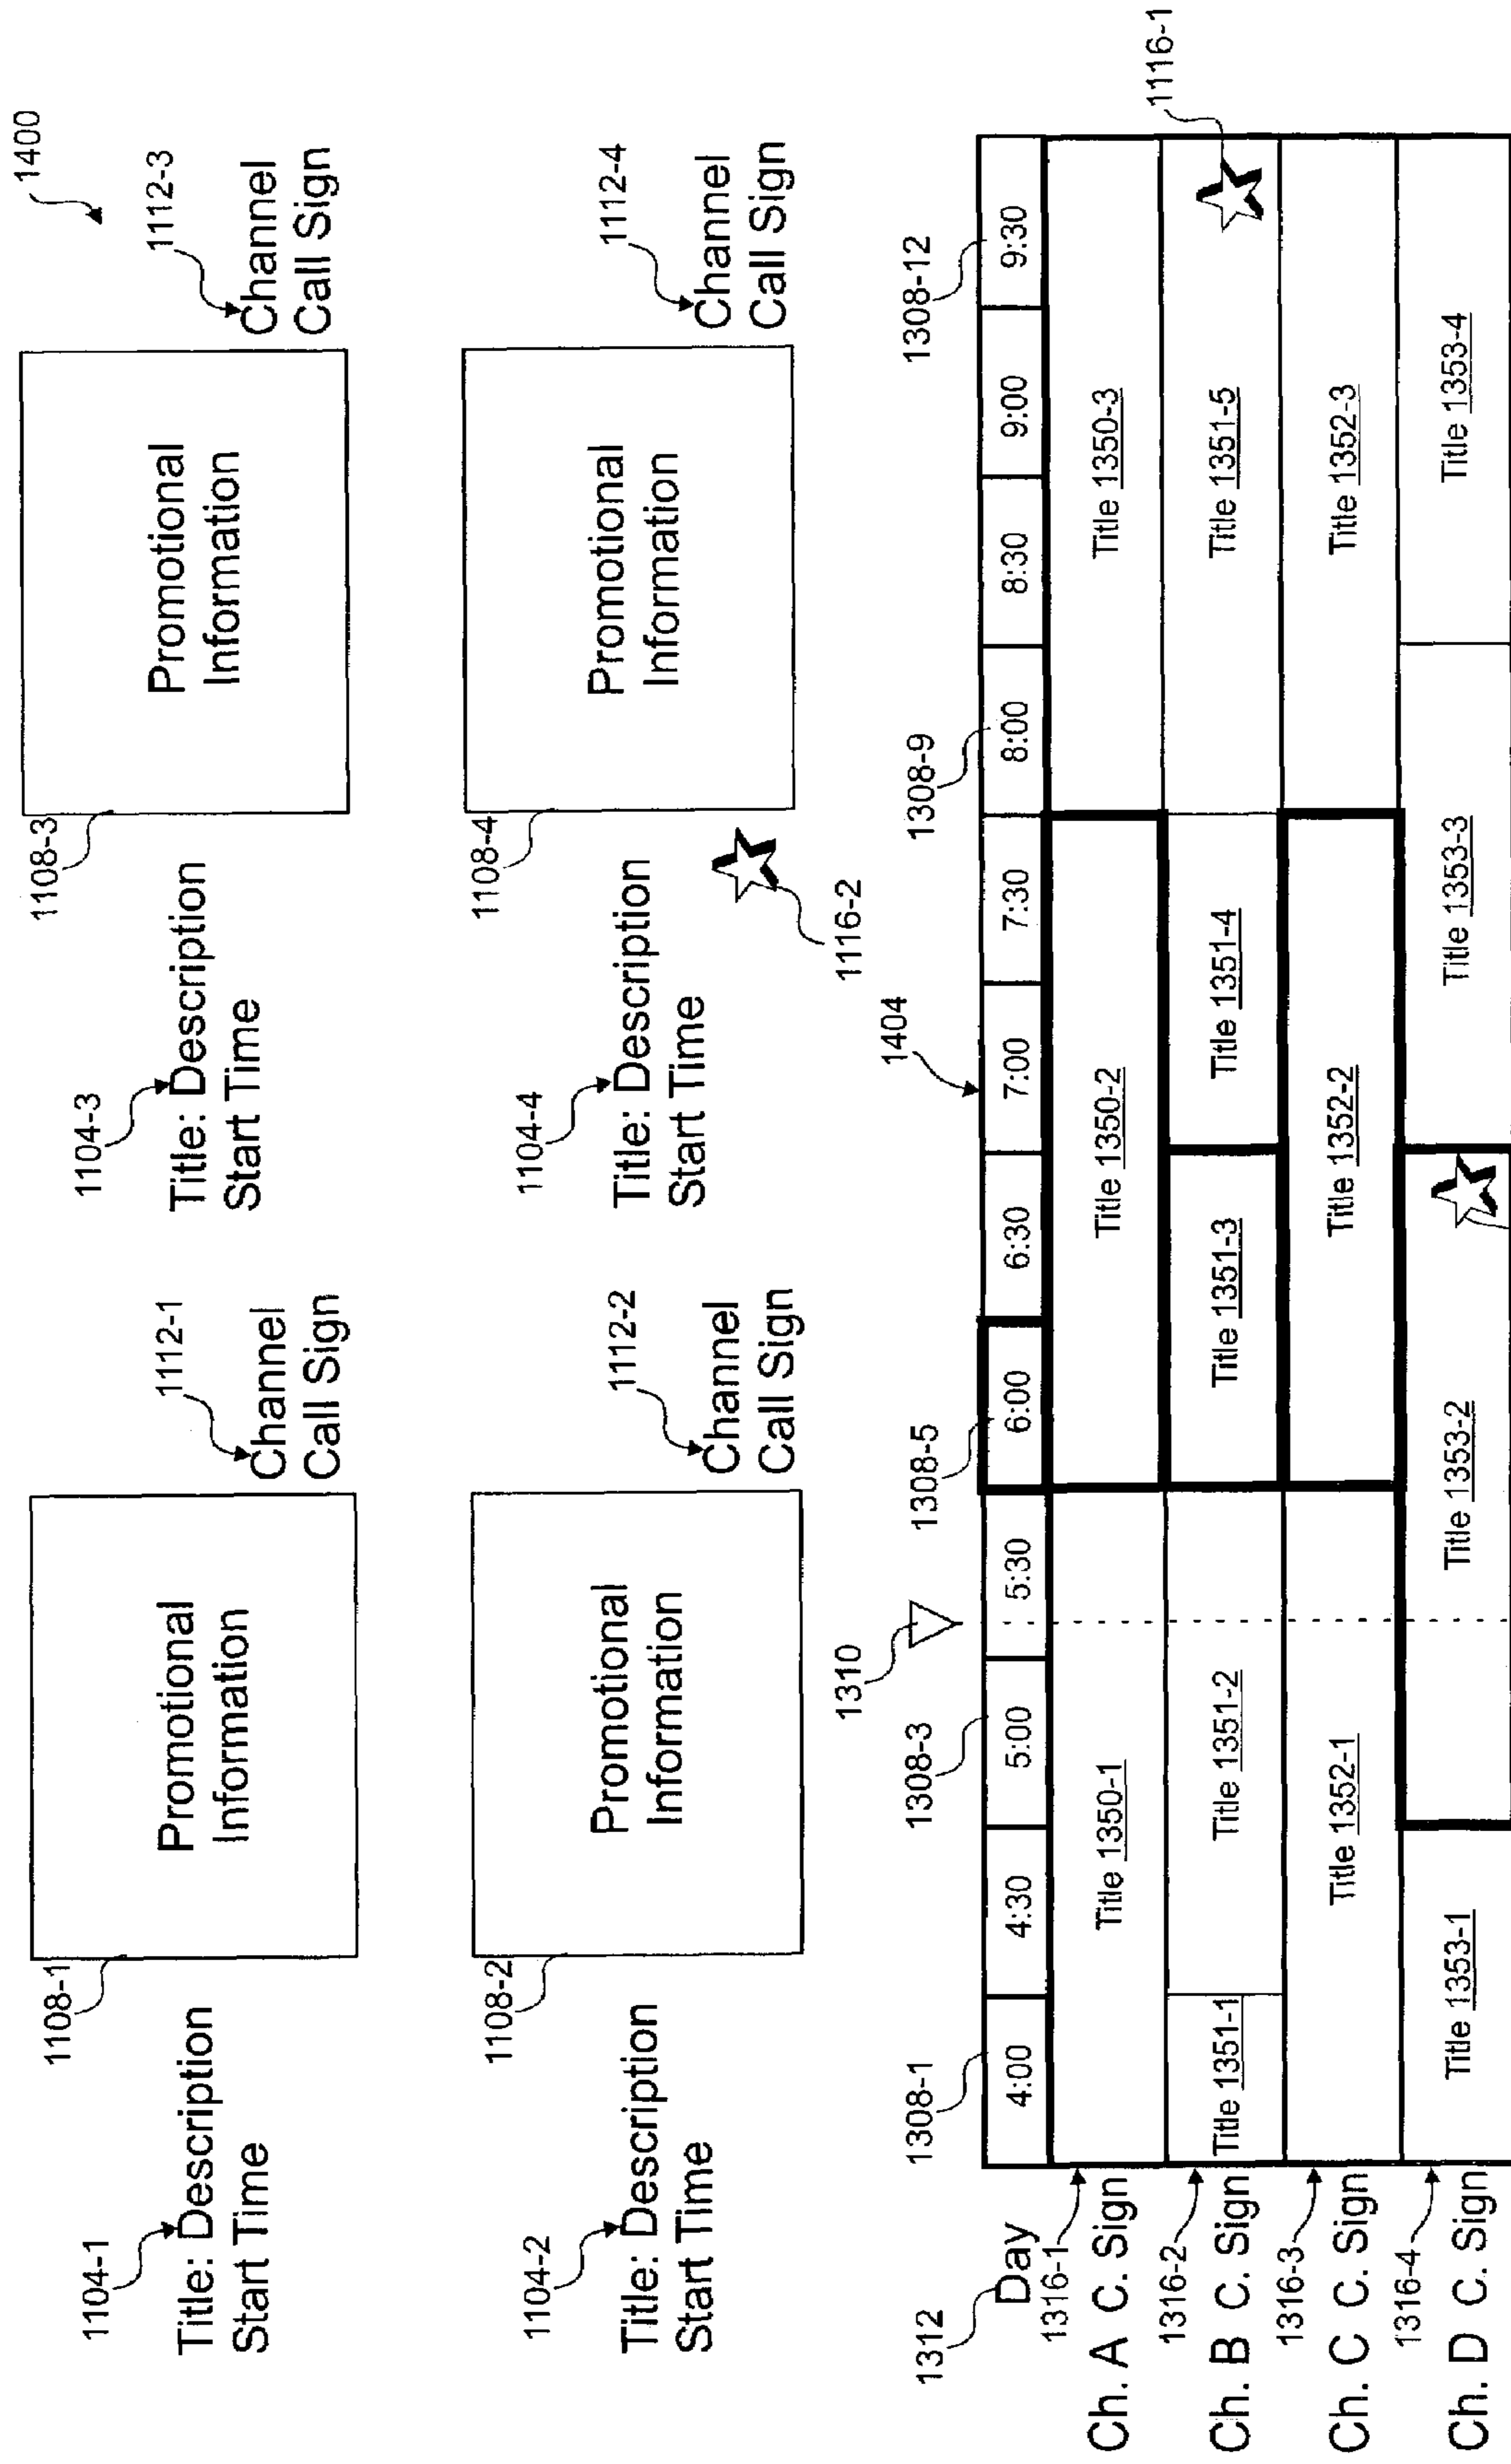 1400
1104-1
Title: Description
Start Time
1108-1
Promotional
Information
1112-1
Channel
Call Sign
1104-3
Title: Description
Start Time
1108-3
Promotional
Information
1112-3
Channel
Call Sign
1104-2
Title: Description
Start Time
1108-2
Promotional
Information
1112-2
Channel
Call Sign
1104-4
Title: Description
Start Time
1108-4
1116-2
Promotional
Information
1112-4
Channel
Call Sign
1312
Day
1308-1
1308-3
1310
1308-5
1404
1308-9
1308-12
4:00 4:30 5:00 5:30 6:00 6:30 7:00 7:30 8:00 8:30 9:00 9:30
1316-1
Ch. A C. Sign
Title 1350-1
Title 1350-2
Title 1350-3
1316-2
Ch. B C. Sign
Title 1351-1
Title 1351-2
Title 1351-3
Title 1351-4
Title 1351-5
1116-1
1316-3
Ch. C C. Sign
Title 1352-1
Title 1352-2
Title 1352-3
1316-4
Ch. D C. Sign
Title 1353-1
Title 1353-2
Title 1353-3
Title 1353-4